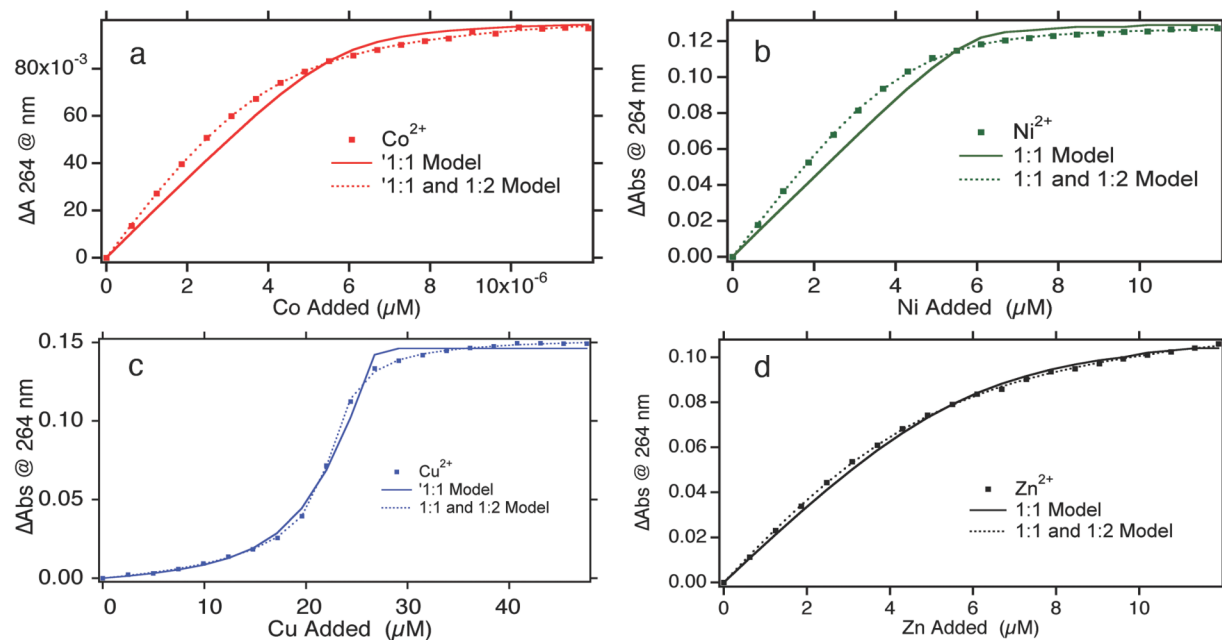 a
80x10-3
60
40
20
0
ΔA 264 @ nm
Co2+
'1:1 Model
'1:1 and 1:2 Model
0 2 4 6 8 10x10-6
Co Added (µM)
b
0.12
0.10
0.08
0.06
0.04
0.02
0.00
ΔAbs @ 264 nm
Ni2+
1:1 Model
1:1 and 1:2 Model
0 2 4 6 8 10
Ni Added (µM)
c
0.15
0.10
0.05
0.00
ΔAbs @ 264 nm
Cu2+
'1:1 Model
1:1 and 1:2 Model
0 10 20 30 40
Cu Added (µM)
d
0.10
0.08
0.06
0.04
0.02
0.00
ΔAbs @ 264 nm
Zn2+
1:1 Model
1:1 and 1:2 Model
0 2 4 6 8 10
Zn Added (µM)